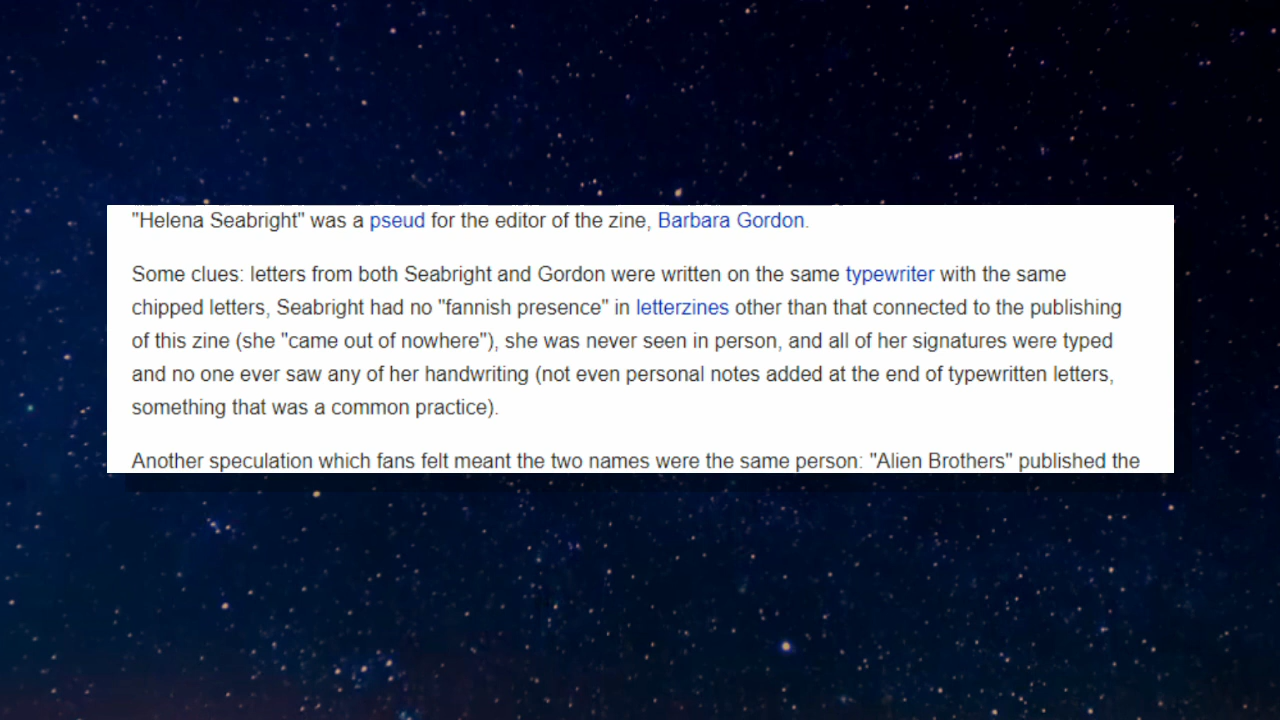 "Helena Seabright" was a pseud for the editor of the zine, Barbara Gordon.
Some clues: letters from both Seabright and Gordon were written on the same typewriter with the same
chipped letters, Seabright had no "fannish presence" in letterzines other than that connected to the publishing
of this zine (she "came out of nowhere"), she was never seen in person, and all of her signatures were typed
and no one ever saw any of her handwriting (not even personal notes added at the end of typewritten letters,
something that was a common practice).
Another speculation which fans felt meant the two names were the same person: "Alien Brothers" published the